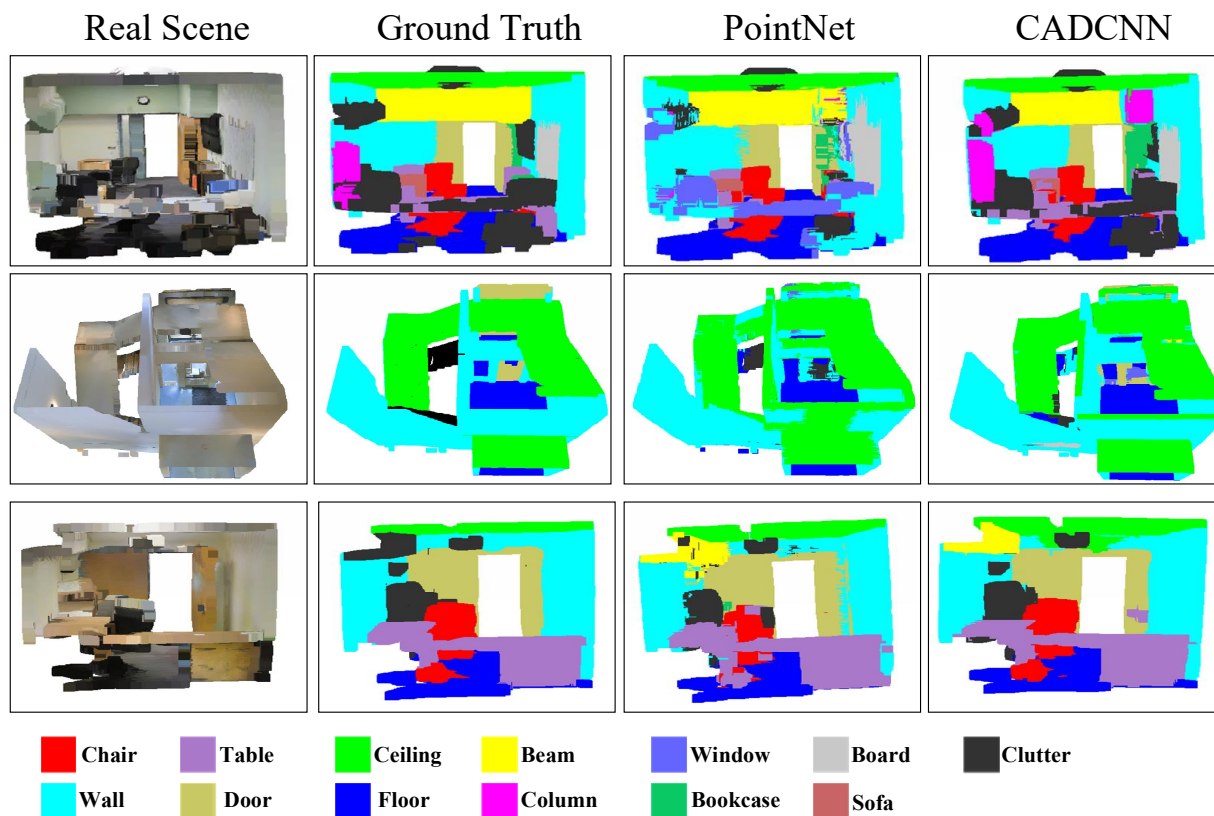 Real Scene Ground Truth PointNet CADCNN
Chair Table Ceiling Beam Window Board Clutter
Wall Door Floor Column Bookcase Sofa